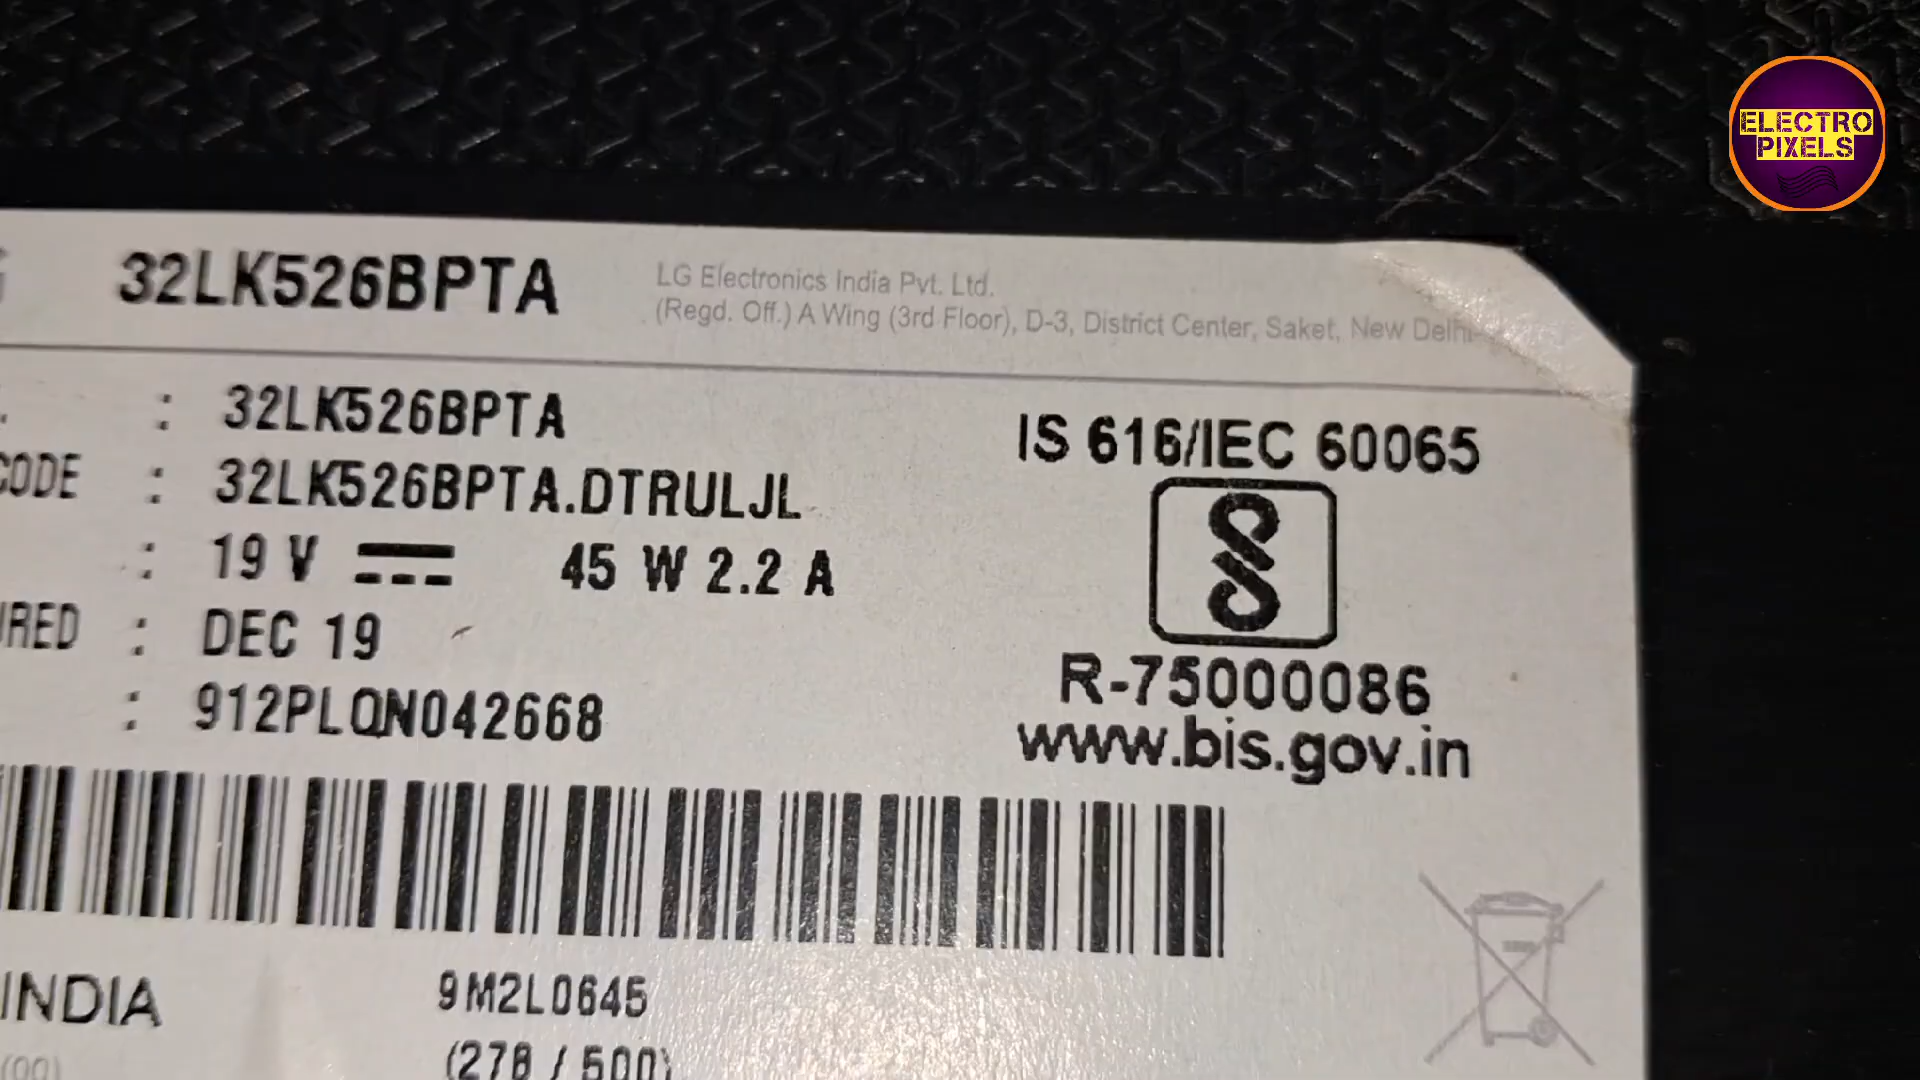 ELECTRO
PIXELS
32LK526BPTA
LG Electronics India Pvt. Ltd.
(Regd. Off.) A Wing (3rd Floor), D-3, District Center, Saket, New Delhi-
: 32LK526BPTA
CODE : 32LK526BPTA.DTRULJL
: 19 V 45 W 2.2 A
URED : DEC 19
: 912PLQN042668
IS 616/IEC 60065
R-75000086
www.bis.gov.in
INDIA
9M2L0645
(278 / 500)
(00)